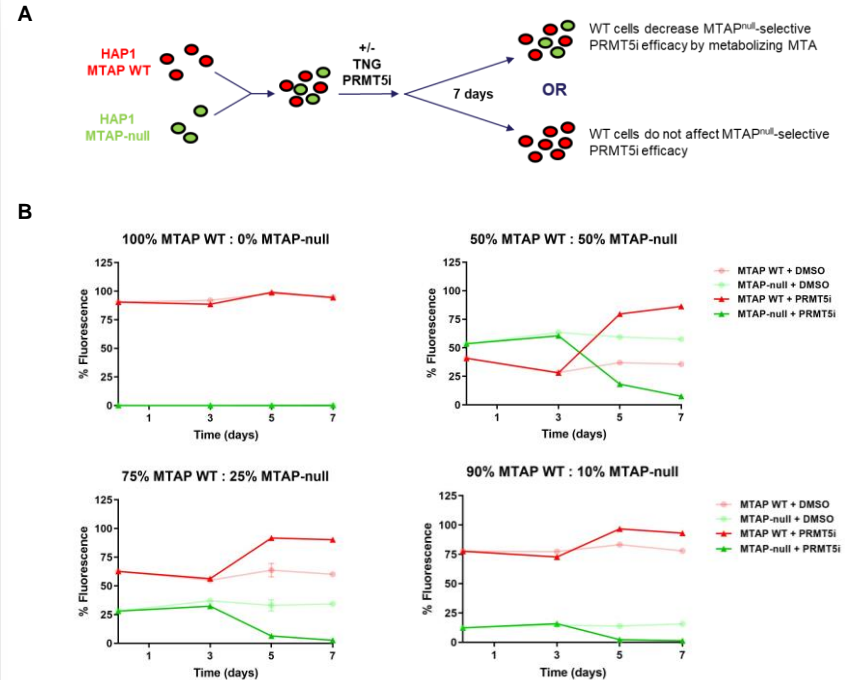 A
HAP1
MTAP WT
HAP1
MTAP-null
+/-
TNG
PRMT5i
7 days
WT cells decrease MTAPnull-selective
PRMT5i efficacy by metabolizing MTA
OR
WT cells do not affect MTAPnull-selective
PRMT5i efficacy
B
100% MTAP WT : 0% MTAP-null
% Fluorescence
125
100
75
50
25
0
1 3 5 7
Time (days)
50% MTAP WT : 50% MTAP-null
% Fluorescence
125
100
75
50
25
0
1 3 5 7
Time (days)
MTAP WT + DMSO
MTAP-null + DMSO
MTAP WT + PRMT5i
MTAP-null + PRMT5i
75% MTAP WT : 25% MTAP-null
% Fluorescence
125
100
75
50
25
0
1 3 5 7
Time (days)
90% MTAP WT : 10% MTAP-null
% Fluorescence
125
100
75
50
25
0
1 3 5 7
Time (days)
MTAP WT + DMSO
MTAP-null + DMSO
MTAP WT + PRMT5i
MTAP-null + PRMT5i